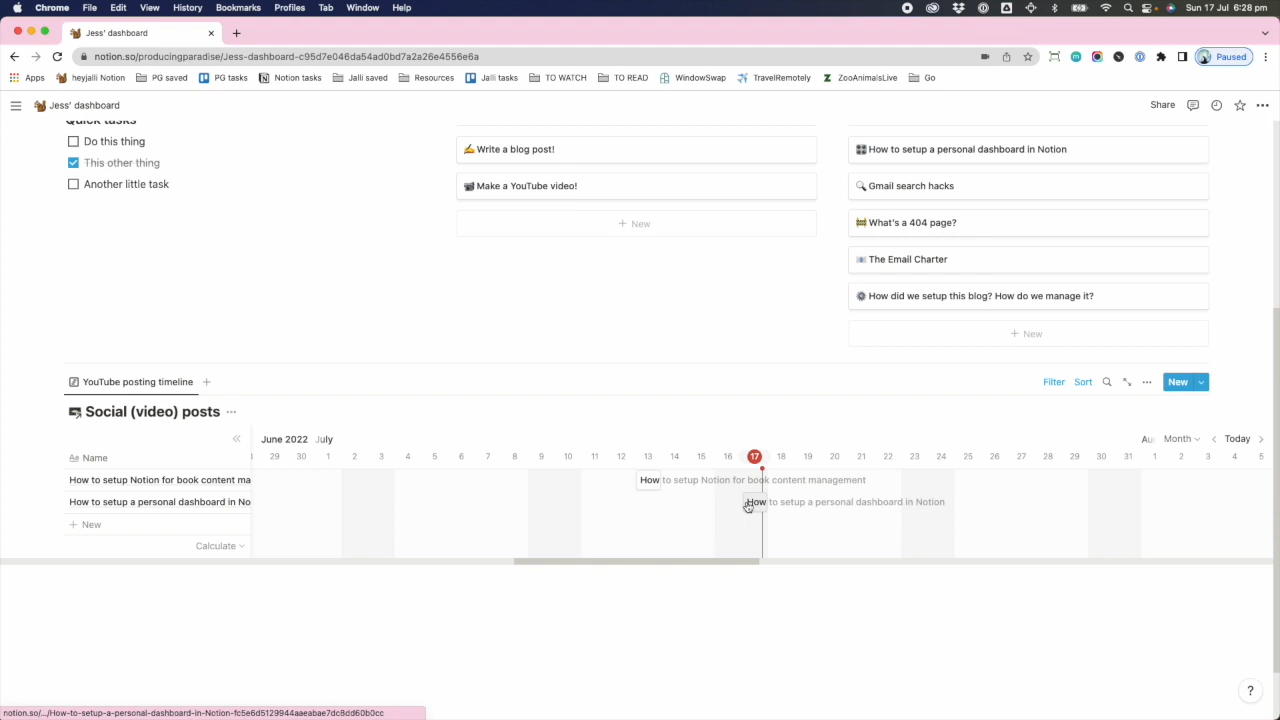 Chrome File Edit View History Bookmarks Profiles Tab Window Help Sun 17 Jul 6:28 pm
Jess' dashboard
notion.so/producingparadise/Jess-dashboard-c95d7e046da54ad0bd7a2a26e4556e6a Paused
Apps heyjalli Notion PG saved PG tasks Notion tasks Jalli saved Resources Jalli tasks TO WATCH TO READ WindowSwap TravelRemotely ZooAnimalsLive Go
Jess' dashboard Share
Quick tasks
Do this thing
This other thing
Another little task
Write a blog post!
Make a YouTube video!
+ New
How to setup a personal dashboard in Notion
Gmail search hacks
What's a 404 page?
The Email Charter
How did we setup this blog? How do we manage it?
+ New
YouTube posting timeline + Filter Sort New
Social (video) posts
June 2022 July Au Month Today
Aa Name 29 30 1 2 3 4 5 6 7 8 9 10 11 12 13 14 15 16 17 18 19 20 21 22 23 24 25 26 27 28 29 30 31 1 2 3 4 5
How to setup Notion for book content ma How to setup Notion for book content management
How to setup a personal dashboard in No How to setup a personal dashboard in Notion
+ New
Calculate
?
notion.so/.../How-to-setup-a-personal-dashboard-in-Notion-fc5e6d5129944aaeabae7dc8dd60b0cc